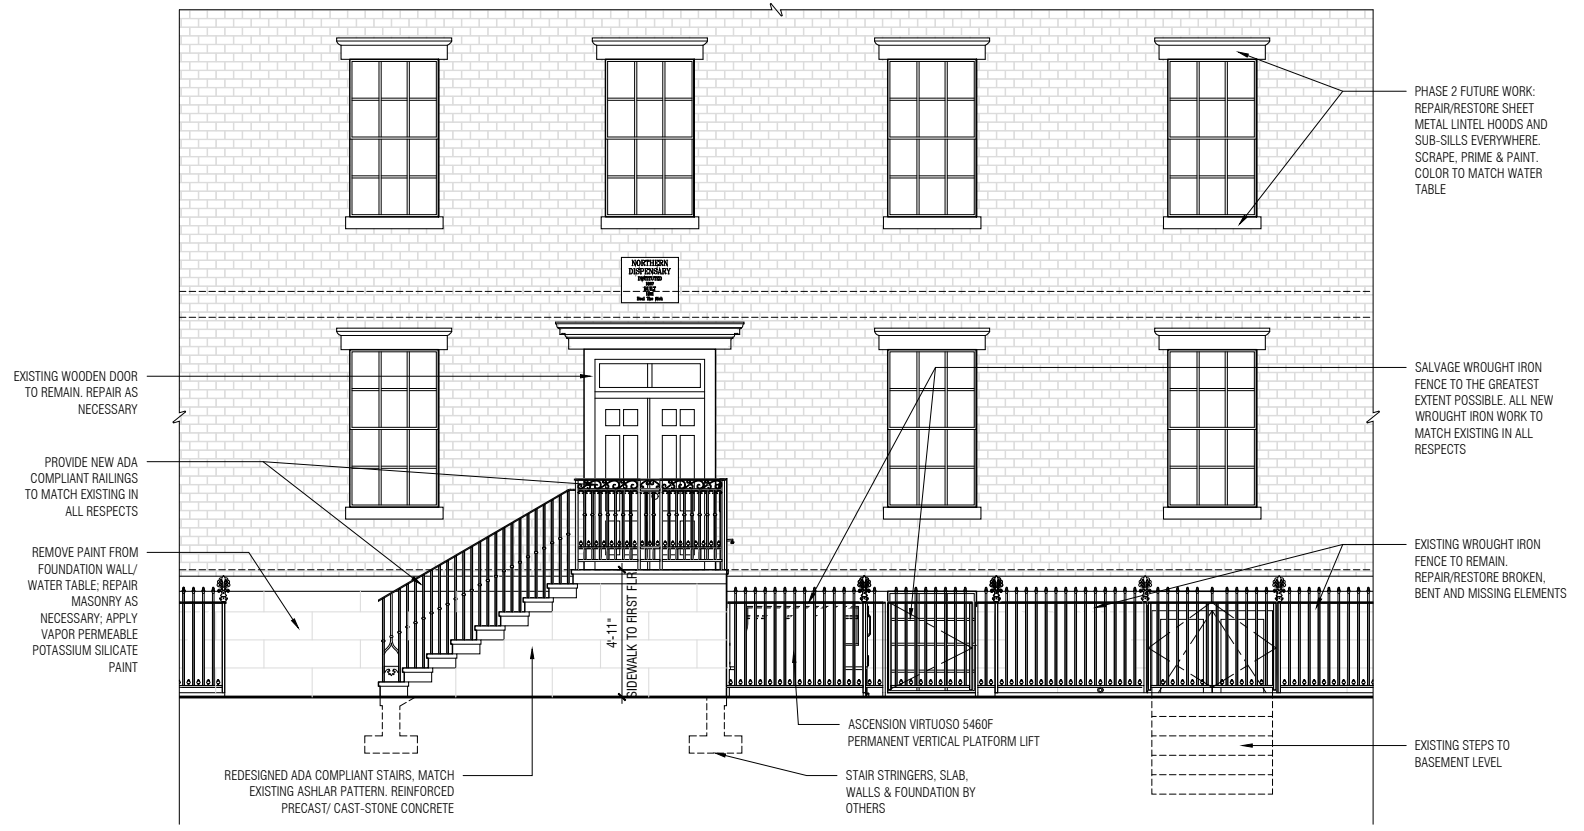 PHASE 2 FUTURE WORK:
REPAIR/RESTORE SHEET
METAL LINTEL HOODS AND
SUB-SILLS EVERYWHERE.
SCRAPE, PRIME & PAINT.
COLOR TO MATCH WATER
TABLE
NORTHERN
DISPENSARY
INSTITUTED
BUILT
EXISTING WOODEN DOOR
TO REMAIN. REPAIR AS
NECESSARY
SALVAGE WROUGHT IRON
FENCE TO THE GREATEST
EXTENT POSSIBLE. ALL NEW
WROUGHT IRON WORK TO
MATCH EXISTING IN ALL
RESPECTS
PROVIDE NEW ADA
COMPLIANT RAILINGS
TO MATCH EXISTING IN
ALL RESPECTS
REMOVE PAINT FROM
FOUNDATION WALL/
WATER TABLE; REPAIR
MASONRY AS
NECESSARY; APPLY
VAPOR PERMEABLE
POTASSIUM SILICATE
PAINT
EXISTING WROUGHT IRON
FENCE TO REMAIN.
REPAIR/RESTORE BROKEN,
BENT AND MISSING ELEMENTS
4'-11"
SIDEWALK TO FIRST FLR
ASCENSION VIRTUOSO 5460F
PERMANENT VERTICAL PLATFORM LIFT
EXISTING STEPS TO
BASEMENT LEVEL
REDESIGNED ADA COMPLIANT STAIRS, MATCH
EXISTING ASHLAR PATTERN. REINFORCED
PRECAST/ CAST-STONE CONCRETE
STAIR STRINGERS, SLAB,
WALLS & FOUNDATION BY
OTHERS